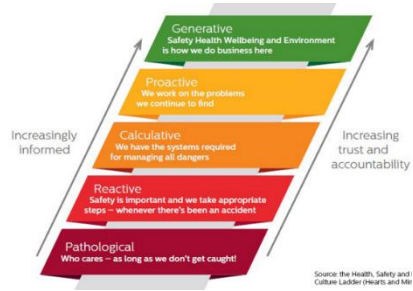 Generative
Safety Health Wellbeing and Environment
is how we do business here
Proactive
We work on the problems
we continue to find
Increasingly
informed
Calculative
We have the systems required
for managing all dangers
Increasing
trust and
accountability
Reactive
Safety is important and we take appropriate
steps – whenever there's been an accident
Pathological
Who cares – as long as we don't get caught!
Source: the Health, Safety and
Culture Ladder (Hearts and